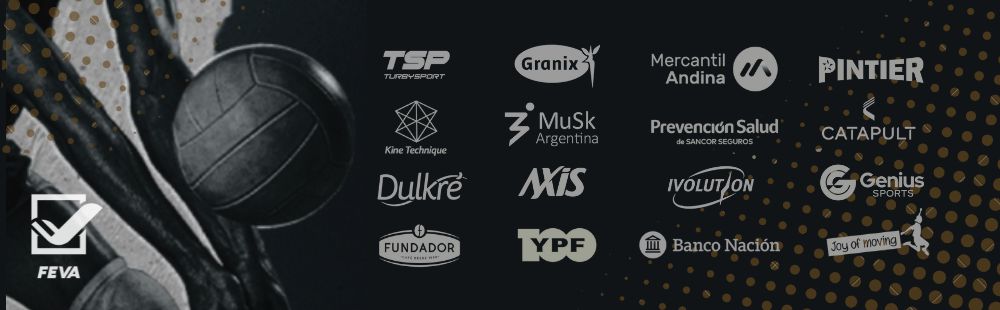 TSP
TURBYSPORT
Granix
Mercantil
Andina
PINTIER
Kine Technique
MuSk
Argentina
Prevención Salud
de SANCOR SEGUROS
CATAPULT
Dulkré
AXIS
IVOLUTION
Genius
SPORTS
FEVA
FUNDADOR
YPF
100
Banco Nación
Joy of moving